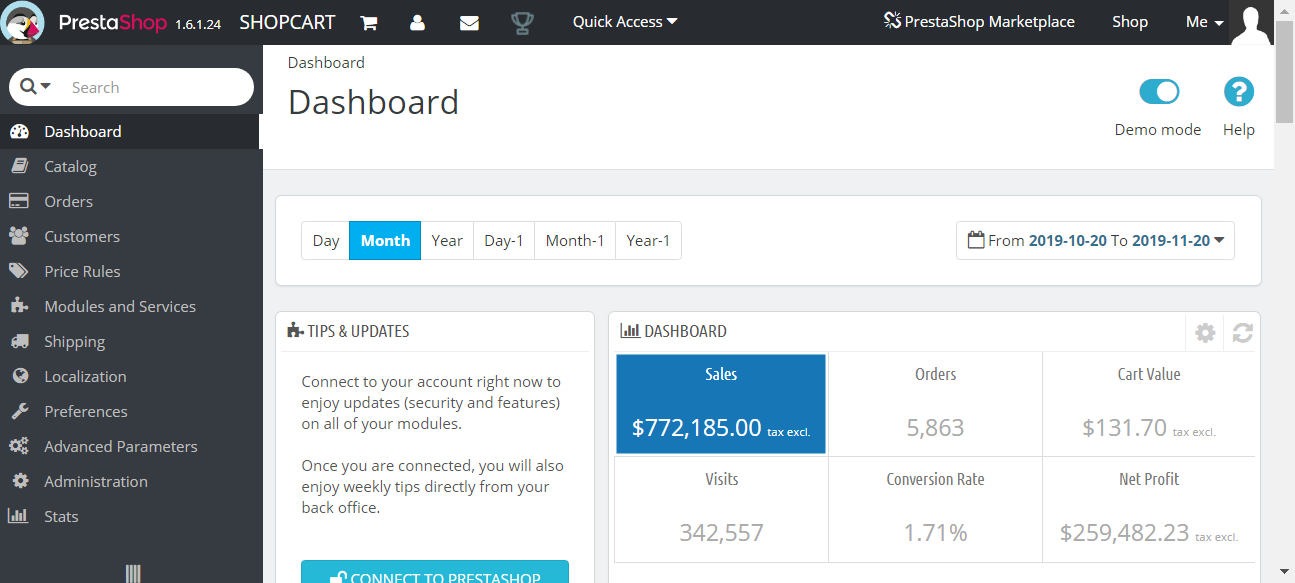 PrestaShop 1.6.1.24 SHOPCART Quick Access PrestaShop Marketplace Shop Me
Search
Dashboard
Catalog
Orders
Customers
Price Rules
Modules and Services
Shipping
Localization
Preferences
Advanced Parameters
Administration
Stats
Dashboard
Dashboard
Demo mode
? Help
Day Month Year Day-1 Month-1 Year-1
From 2019-10-20 To 2019-11-20
TIPS & UPDATES
Connect to your account right now to
enjoy updates (security and features)
on all of your modules.
Once you are connected, you will also
enjoy weekly tips directly from your
back office.
CONNECT TO PRESTASHOP
DASHBOARD
Sales
$772,185.00 tax excl.
Orders
5,863
Cart Value
$131.70 tax excl.
Visits
342,557
Conversion Rate
1.71%
Net Profit
$259,482.23 tax excl.